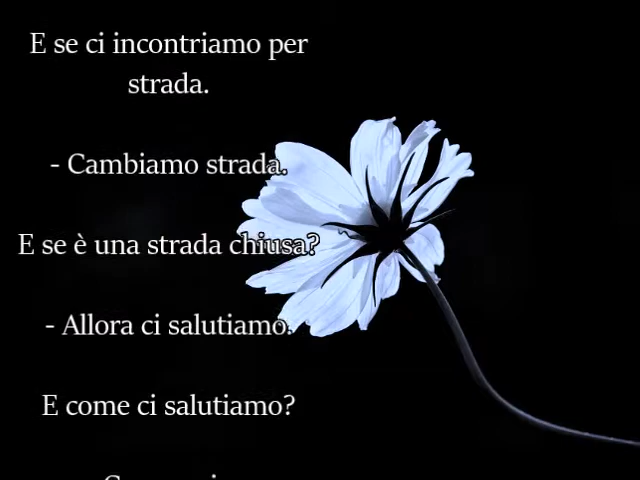 E se ci incontriamo per
strada.
- Cambiamo strada.
E se è una strada chiusa?
- Allora ci salutiamo.
E come ci salutiamo?